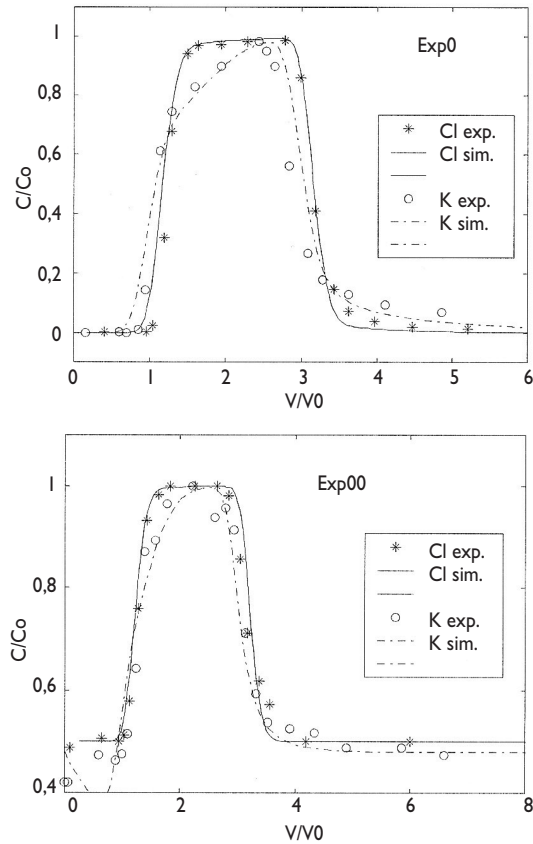 1
Exp0
0,8
Cl exp.
Cl sim.
0,6
K exp.
K sim.
0,4
0,2
0
0 1 2 3 4 5 6
C/Co
V/V0
1
Exp00
0,8
Cl exp.
Cl sim.
K exp.
K sim.
0,6
0,4
0 2 4 6 8
C/Co
V/V0